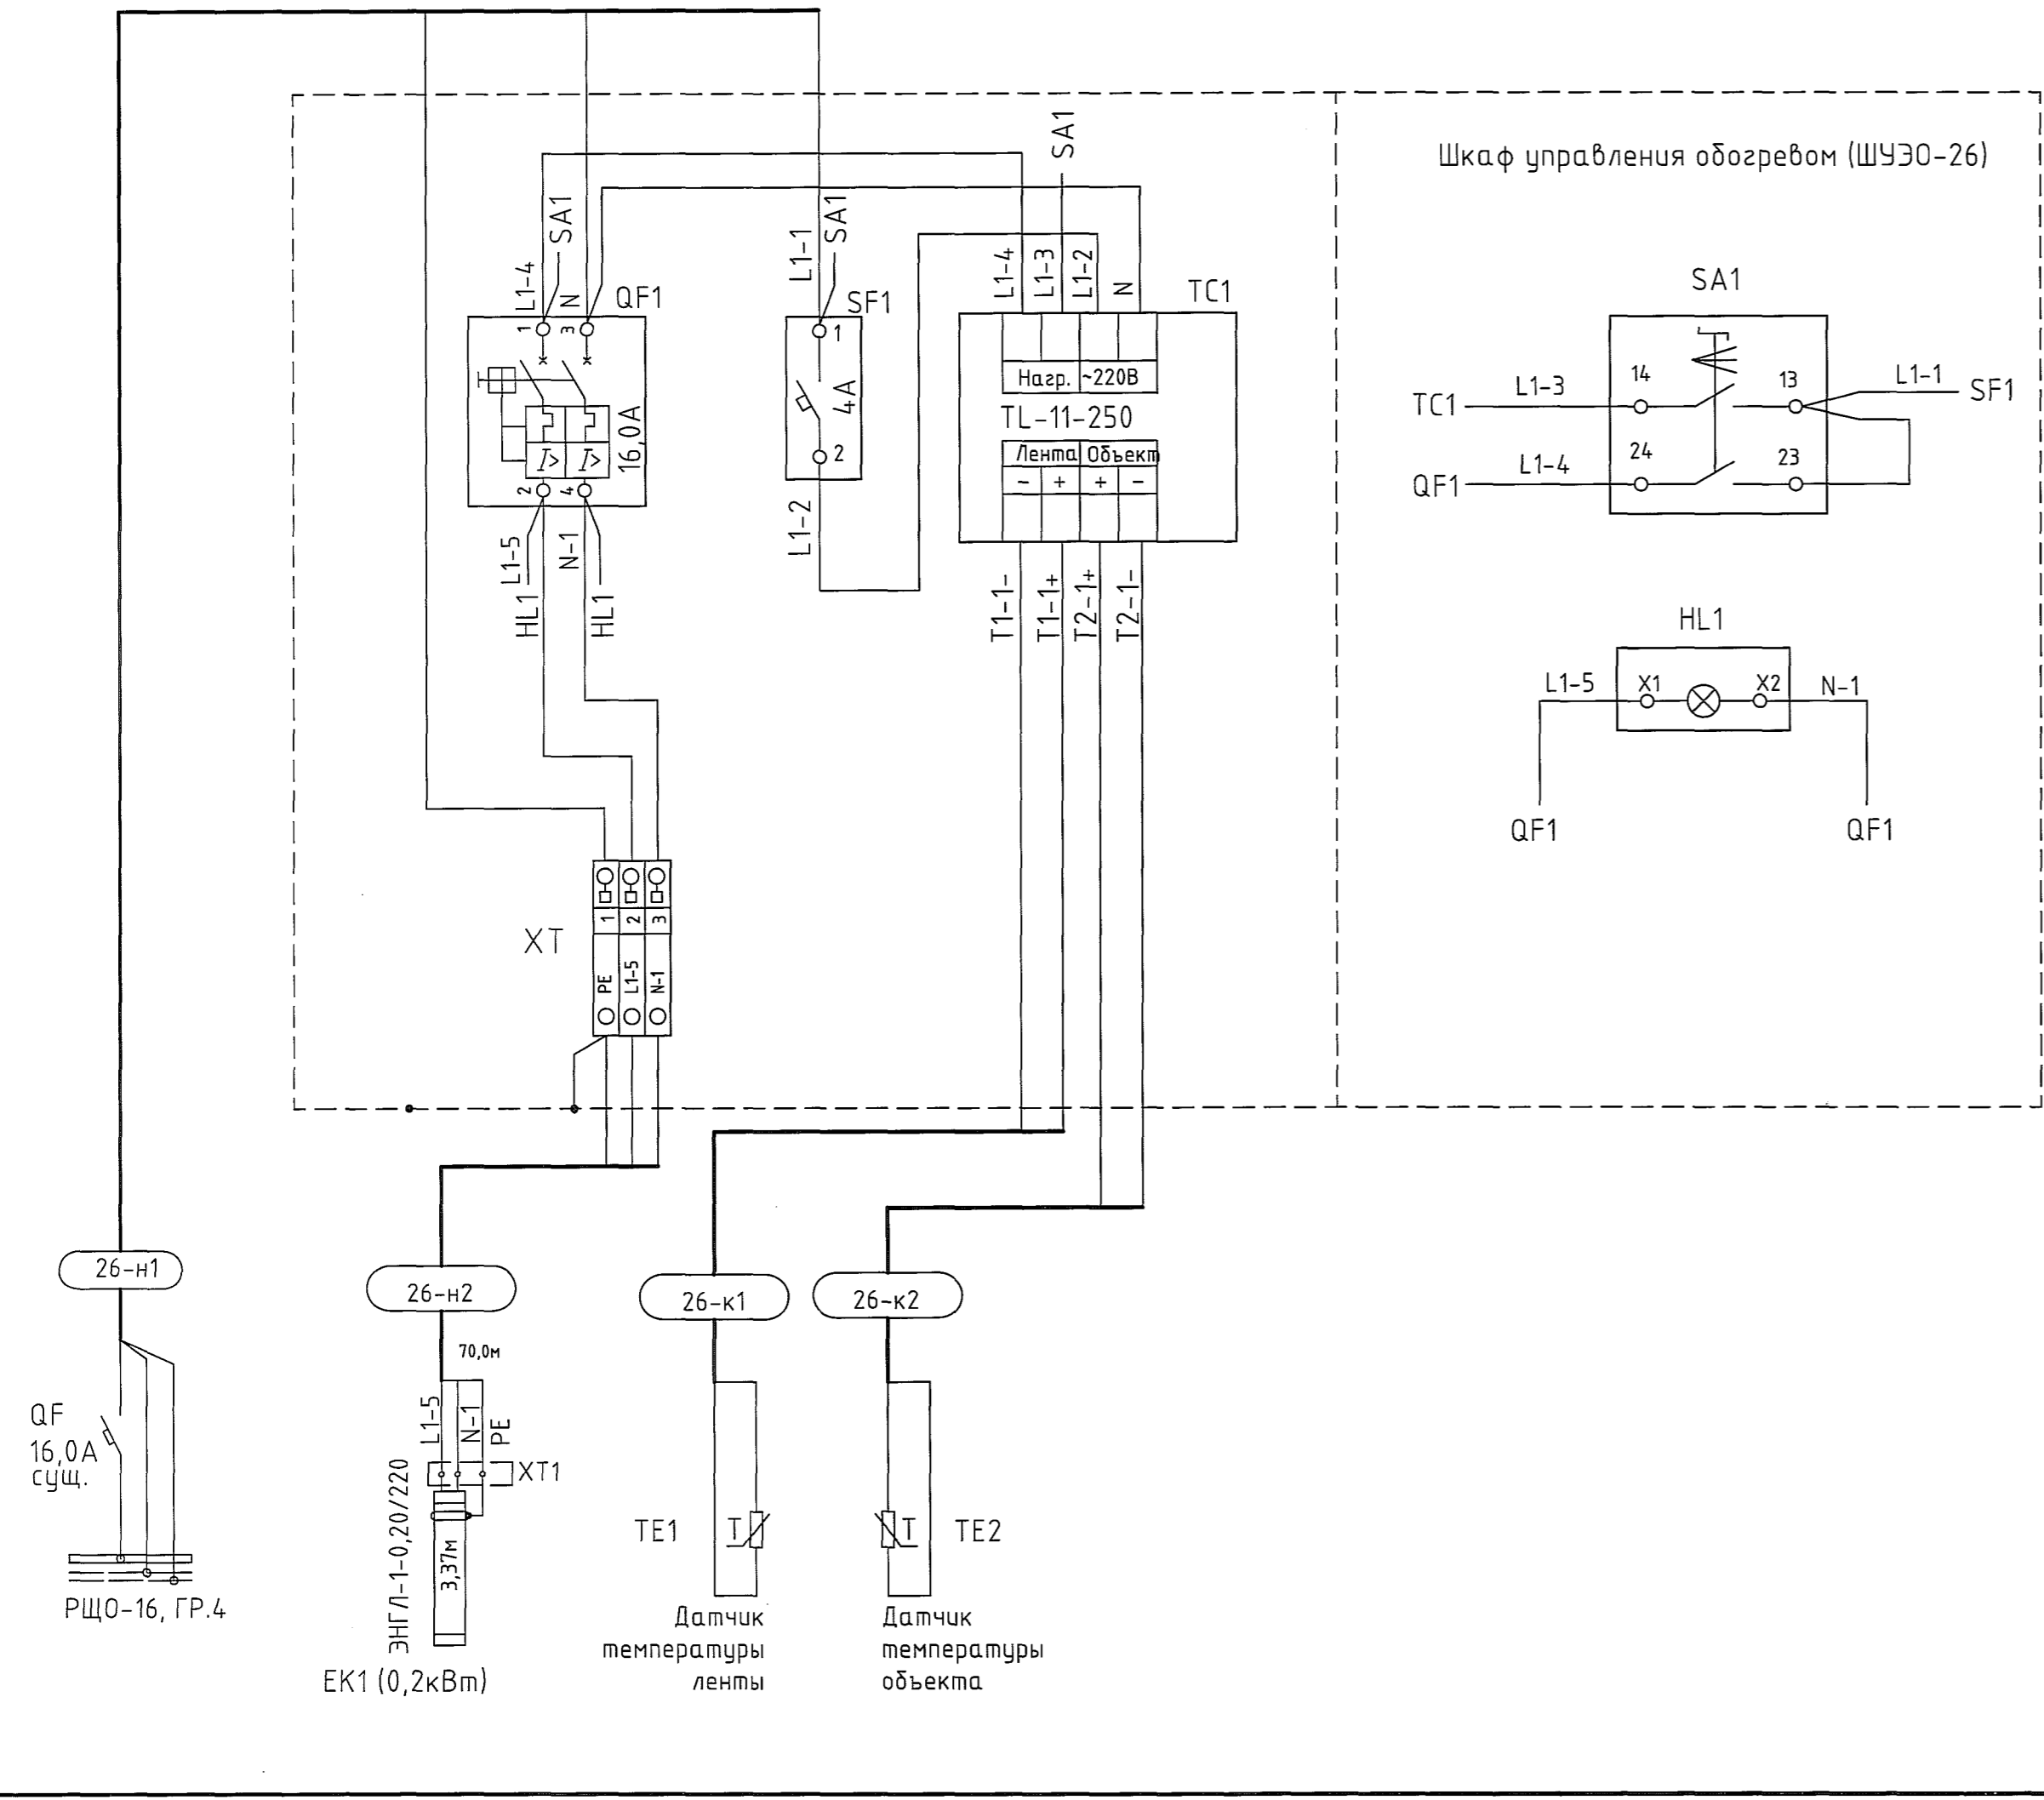 Шкаф управления обогревом (ШУЭО-26)
SA1
SA1
SA1
L1-4
N
QF1
1
3
16,0А
I>
I>
2
4
L1-5
N-1
HL1
HL1
L1-1
SF1
1
4А
2
L1-2
L1-4
L1-3
L1-2
N
TC1
Нагр.
~220В
TL-11-250
Лента
Объект
- + + -
T1-1-
T1-1+
T2-1+
T2-1-
SA1
14
13
TC1
L1-3
L1-1
SF1
24
23
QF1
L1-4
HL1
L1-5
X1
X2
N-1
QF1
QF1
XT
1
2
3
PE
L1-5
N-1
26-н1
26-н2
26-к1
26-к2
70,0м
QF
16,0А
сущ.
L1-5
N-1
PE
XT1
ЭНГЛ-1-0,20/220
3,37м
TE1
T
T
TE2
РЩО-16, ГР.4
EK1 (0,2кВт)
Датчик
температуры
ленты
Датчик
температуры
объекта